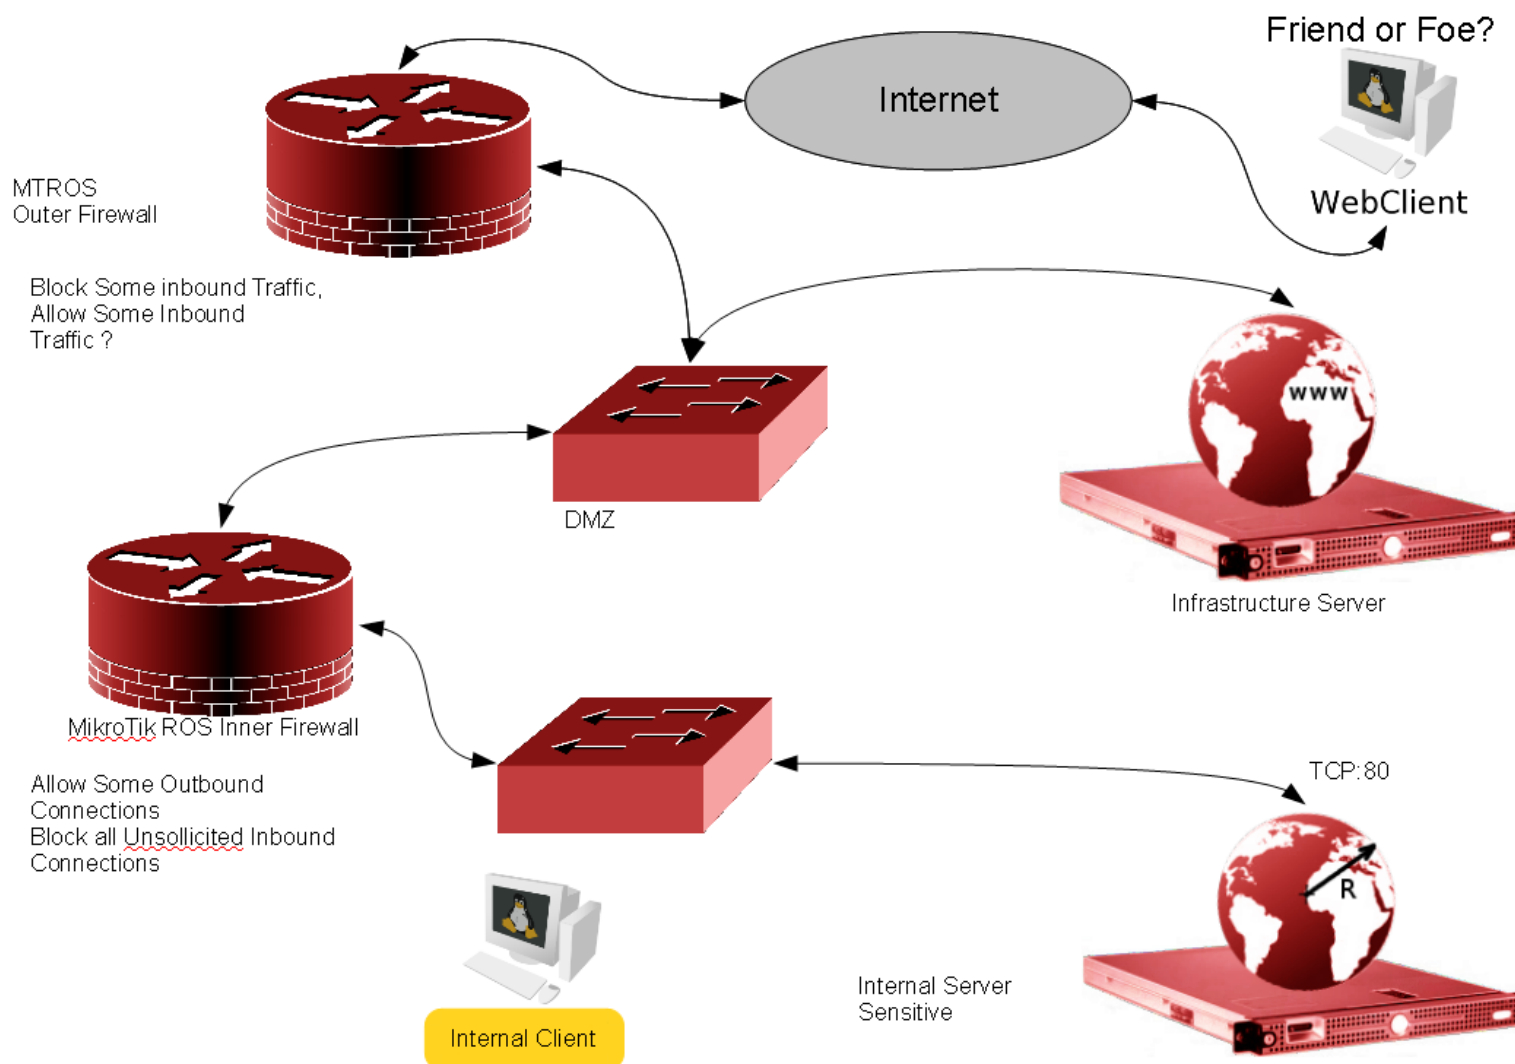 Friend or Foe?
Internet
WebClient
MTROS
Outer Firewall
Block Some inbound Traffic,
Allow Some Inbound
Traffic ?
www
DMZ
Infrastructure Server
MikroTik ROS Inner Firewall
Allow Some Outbound
Connections
Block all Unsollicited Inbound
Connections
TCP:80
R
Internal Server
Sensitive
Internal Client